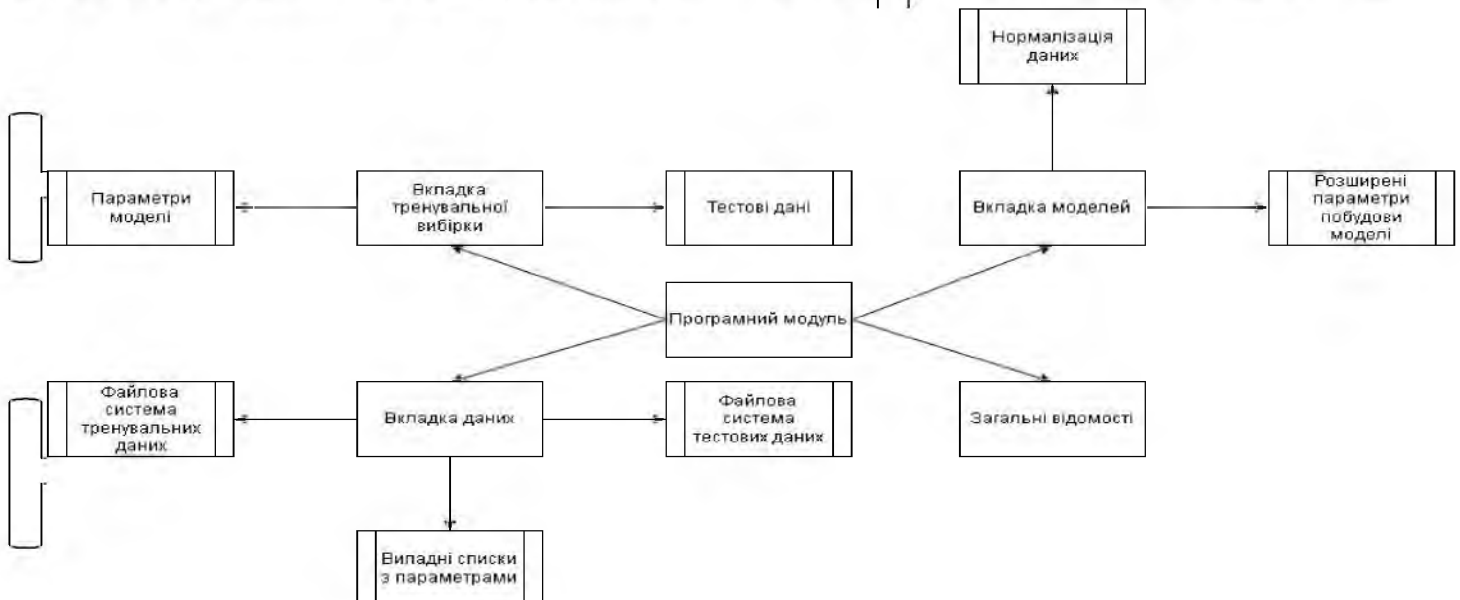 Нормалізація
даних
Параметри
моделі
Вкладка
тренувальної
вибірки
Тестові дані
Вкладка моделей
Розширені
параметри
побудови
моделі
Програмний модуль
Файлова
система
тренувальних
даних
Вкладка даних
Файлова
система
тестових даних
Загальні відомості
Випадні списки
з параметрами